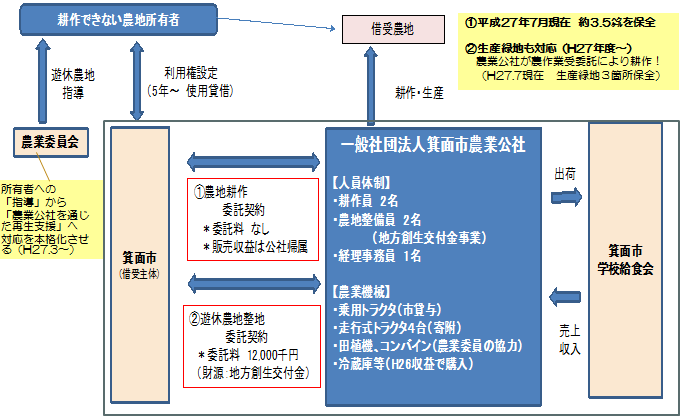 耕作できない農地所有者
借受農地
①平成27年7月現在 約3.5㌶を保全
②生産緑地も対応（H27年度～）
農業公社が農作業受委託により耕作！
（H27.7現在 生産緑地３箇所保全）
遊休農地
指導
利用権設定
（5年～ 使用貸借）
耕作・生産
農業委員会
所有者への
「指導」から
「農業公社を通じ
た再生支援」へ
対応を本格化させ
る（H27.3～）
箕面市
（借受主体）
①農地耕作
委託契約
＊委託料 なし
＊販売収益は公社帰属
②遊休農地整地
委託契約
＊委託料 12,000千円
（財源：地方創生交付金）
一般社団法人箕面市農業公社
【人員体制】
・耕作員 2名
・農地整備員 2名
（地方創生交付金事業）
・経理事務員 1名
【農業機械】
・乗用トラクタ（市貸与）
・走行式トラクタ4台（寄附）
・田植機、コンバイン（農業委員の協力）
・冷蔵庫等（H26収益で購入）
出荷
売上
収入
箕面市
学校給食会